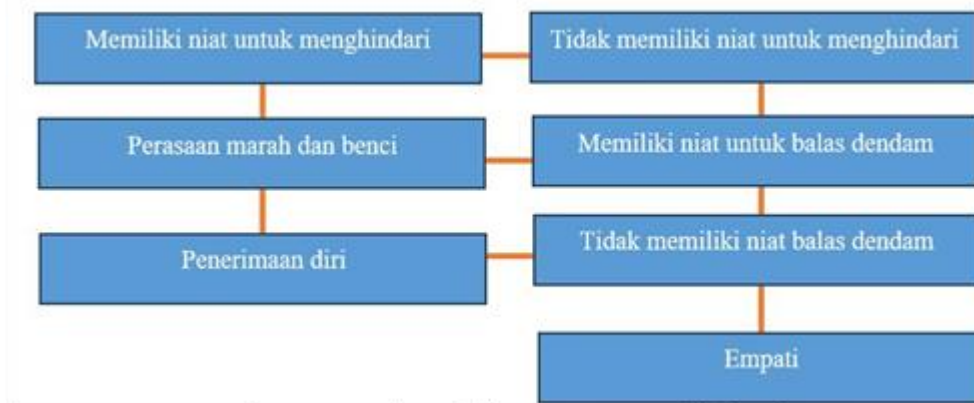 Memiliki niat untuk menghindari
Tidak memiliki niat untuk menghindari
Perasaan marah dan benci
Memiliki niat untuk balas dendam
Penerimaan diri
Tidak memiliki niat balas dendam
Empati